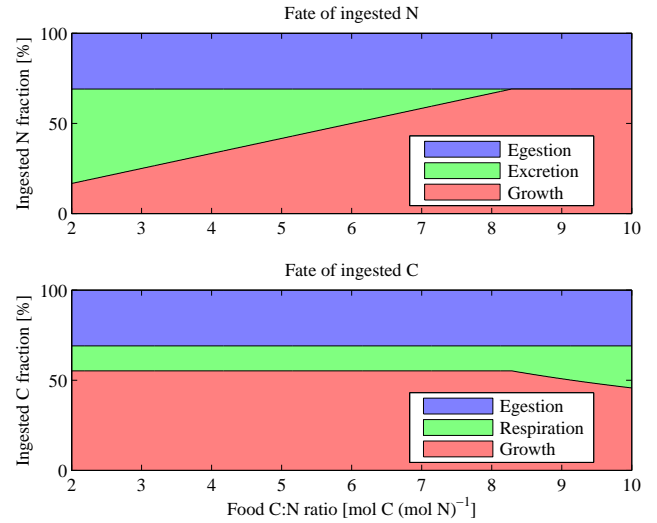 Fate of ingested N
Ingested N fraction [%]
100
50
0
Egestion
Excretion
Growth
2 3 4 5 6 7 8 9 10
Fate of ingested C
Ingested C fraction [%]
100
50
0
Egestion
Respiration
Growth
2 3 4 5 6 7 8 9 10
Food C:N ratio [mol C (mol N)⁻¹]